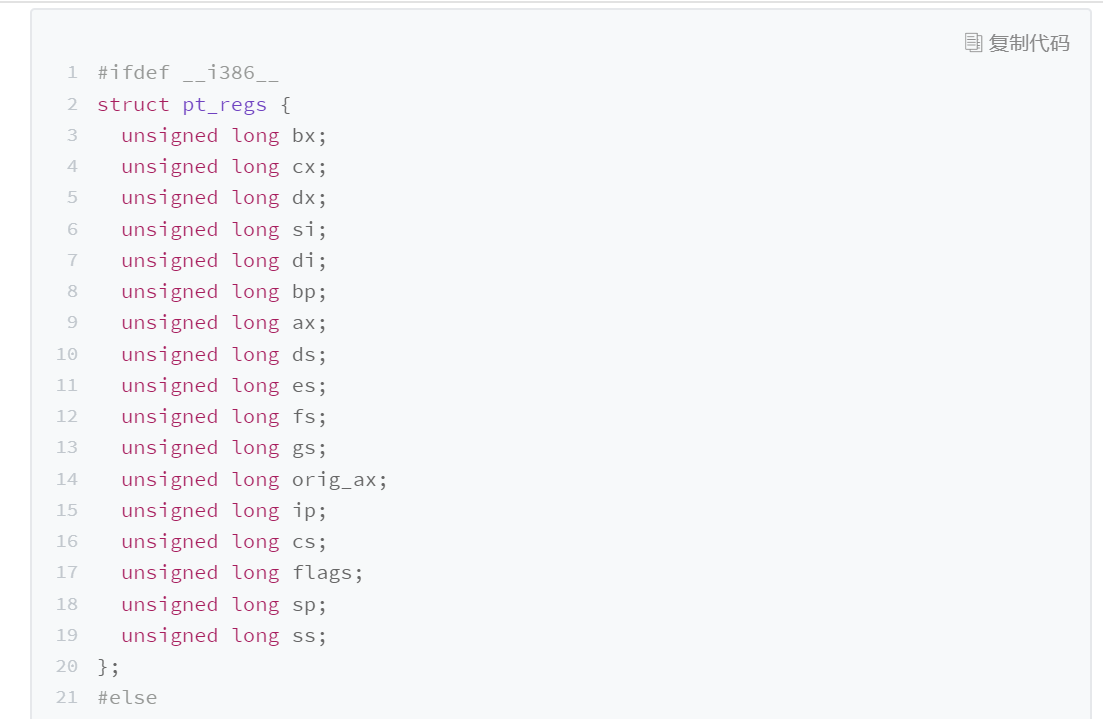 复制代码
1 #ifdef __i386__
2 struct pt_regs {
3   unsigned long bx;
4   unsigned long cx;
5   unsigned long dx;
6   unsigned long si;
7   unsigned long di;
8   unsigned long bp;
9   unsigned long ax;
10   unsigned long ds;
11   unsigned long es;
12   unsigned long fs;
13   unsigned long gs;
14   unsigned long orig_ax;
15   unsigned long ip;
16   unsigned long cs;
17   unsigned long flags;
18   unsigned long sp;
19   unsigned long ss;
20 };
21 #else